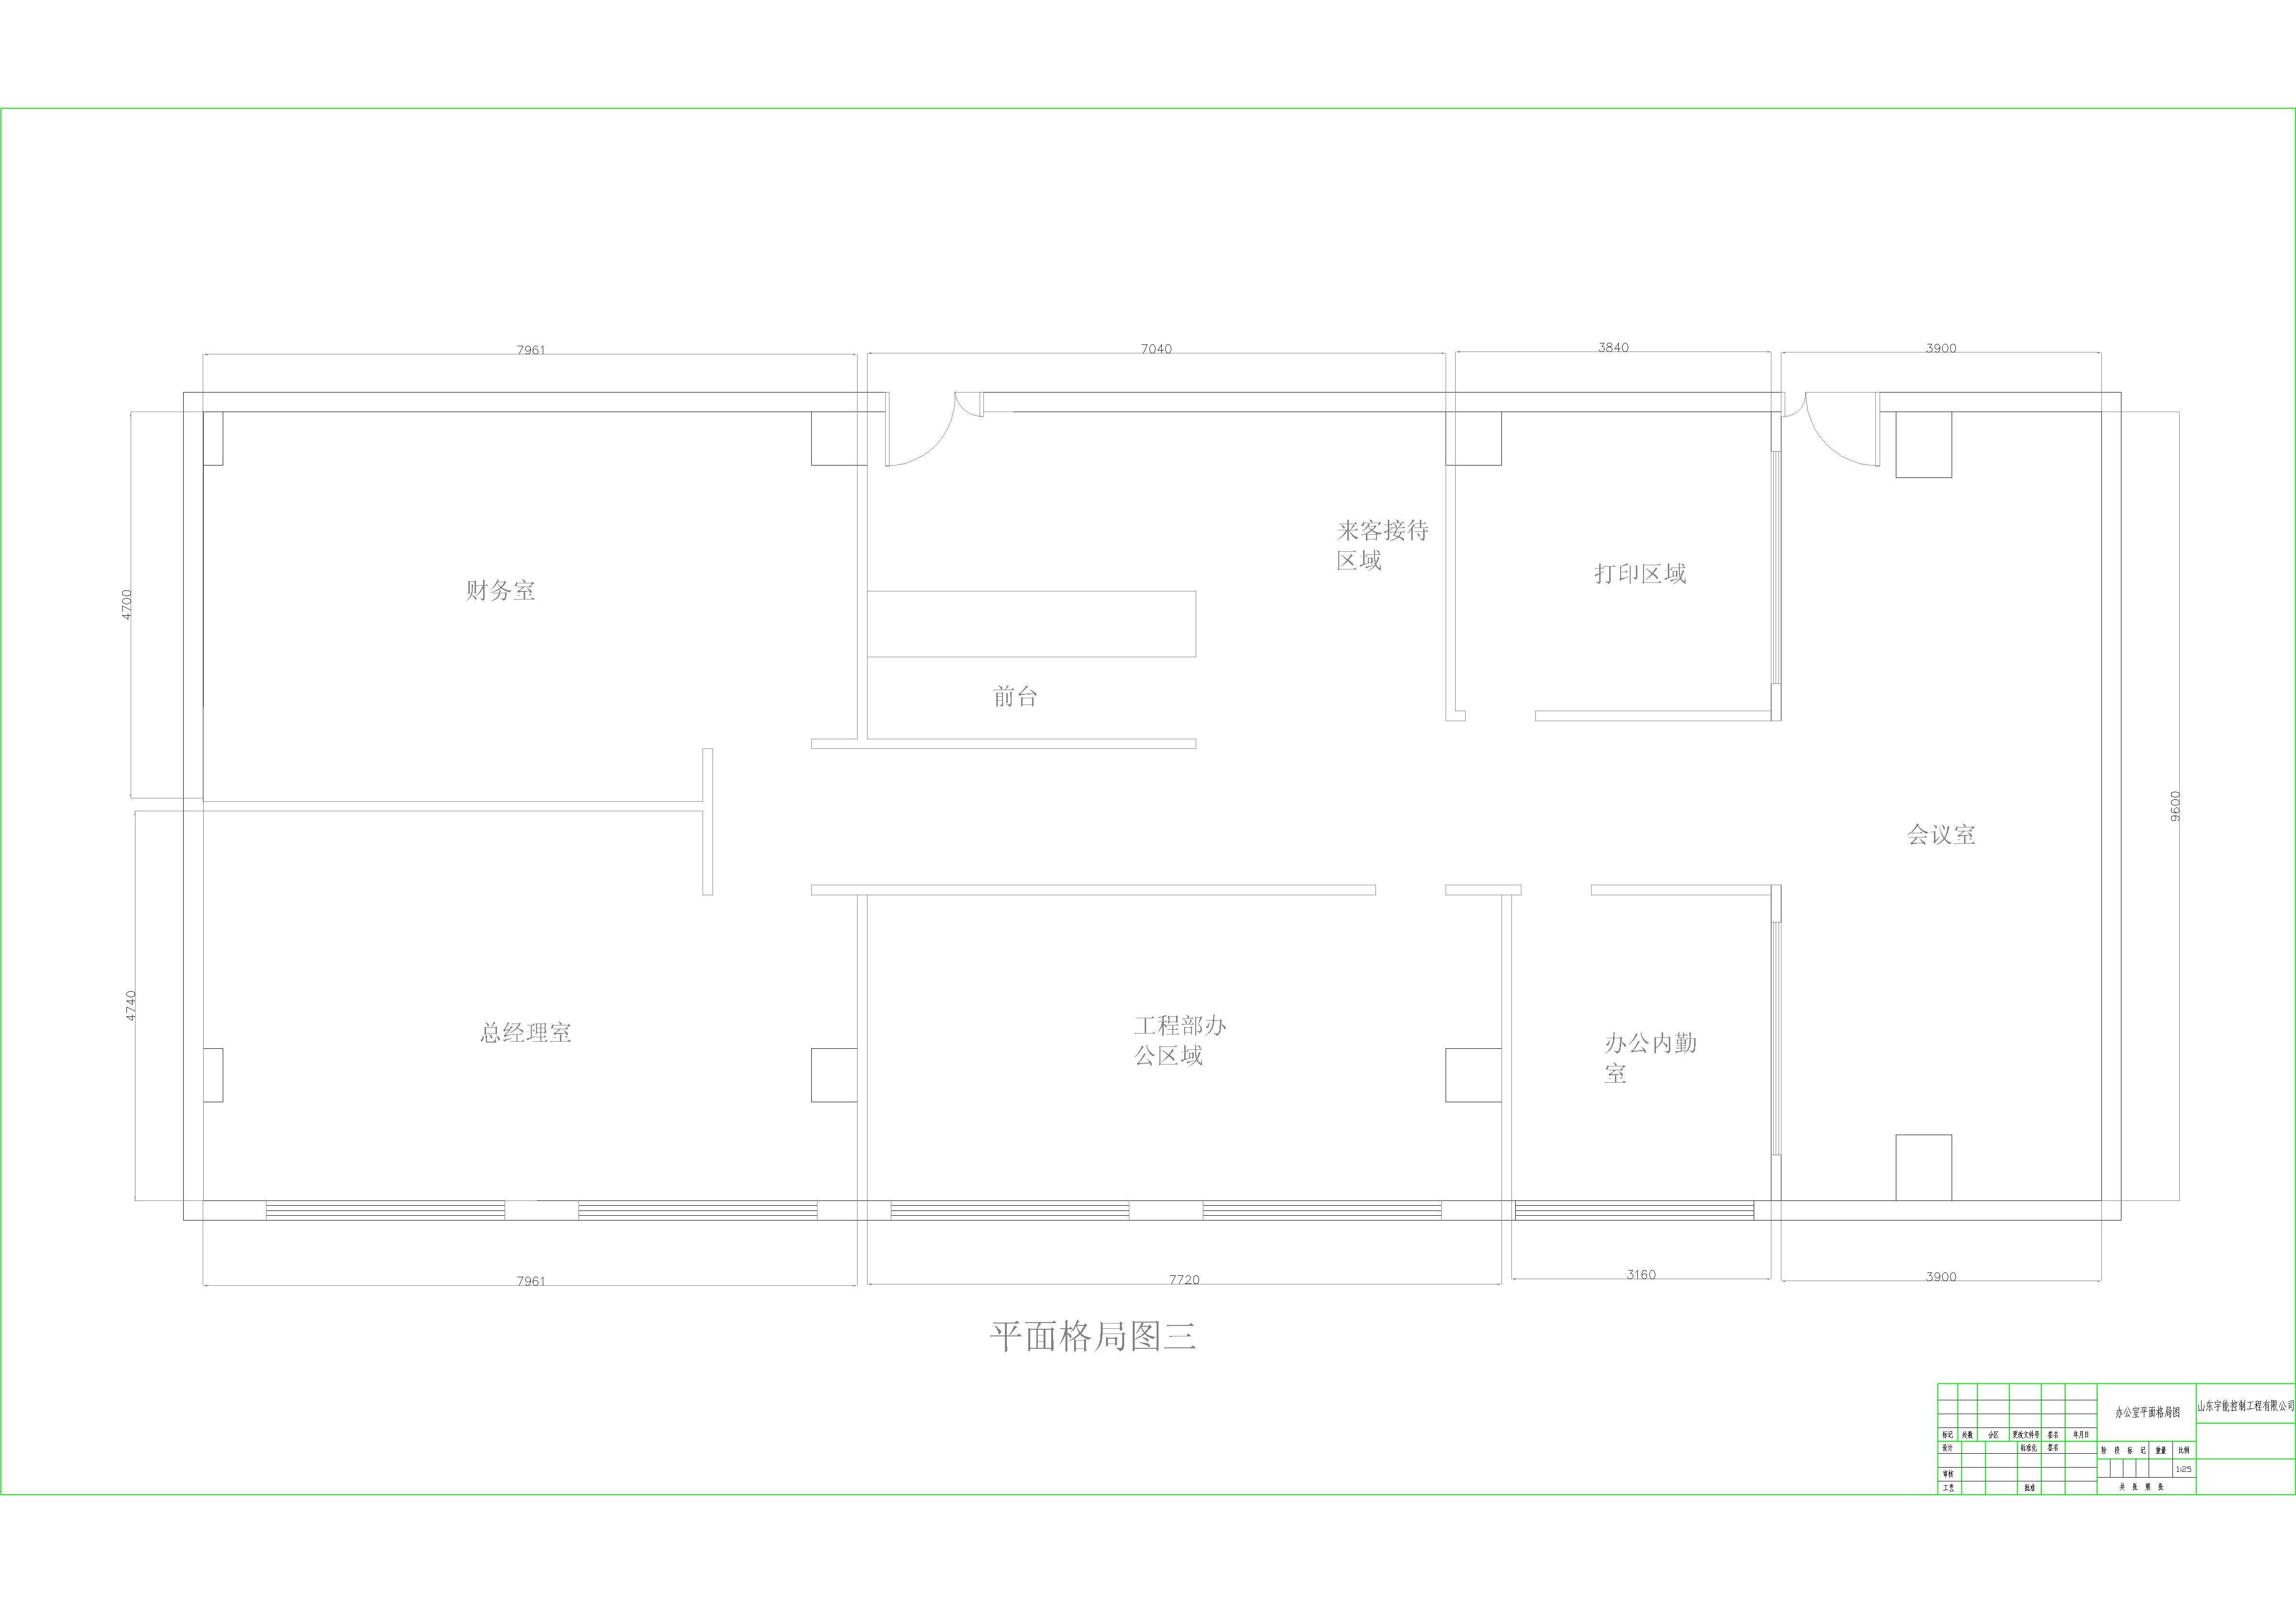 7961
7040
3840
3900
来客接待
区域
打印区域
财务室
4700
前台
9600
会议室
4740
总经理室
工程部办
公区域
办公内勤
室
7961
7720
3160
3900
平面格局图三
办公室平面格局图
山东宇能控制工程有限公司
标记 处数 分区 更改文件号 签名 年月日
设计 标准化 签名
阶 段 标 记 重量 比例
1:25
审核
工艺 批准
共 张 第 张